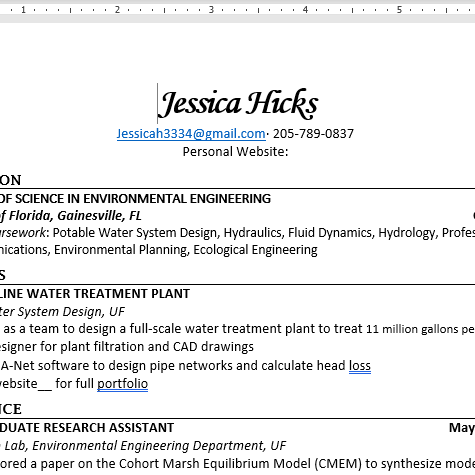 1 2 3 4 5
Jessica Hicks
Jessicah3334@gmail.com· 205-789-0837
Personal Website:
ON
OF SCIENCE IN ENVIRONMENTAL ENGINEERING
of Florida, Gainesville, FL
ursework: Potable Water System Design, Hydraulics, Fluid Dynamics, Hydrology, Profes
nications, Environmental Planning, Ecological Engineering
S
LINE WATER TREATMENT PLANT
ter System Design, UF
as a team to design a full-scale water treatment plant to treat 11 million gallons pe
esigner for plant filtration and CAD drawings
A-Net software to design pipe networks and calculate head loss
website__ for full portfolio
NCE
DUATE RESEARCH ASSISTANT May
Lab, Environmental Engineering Department, UF
ored a paper on the Cohort Marsh Equilibrium Model (CMEM) to synthesize mode